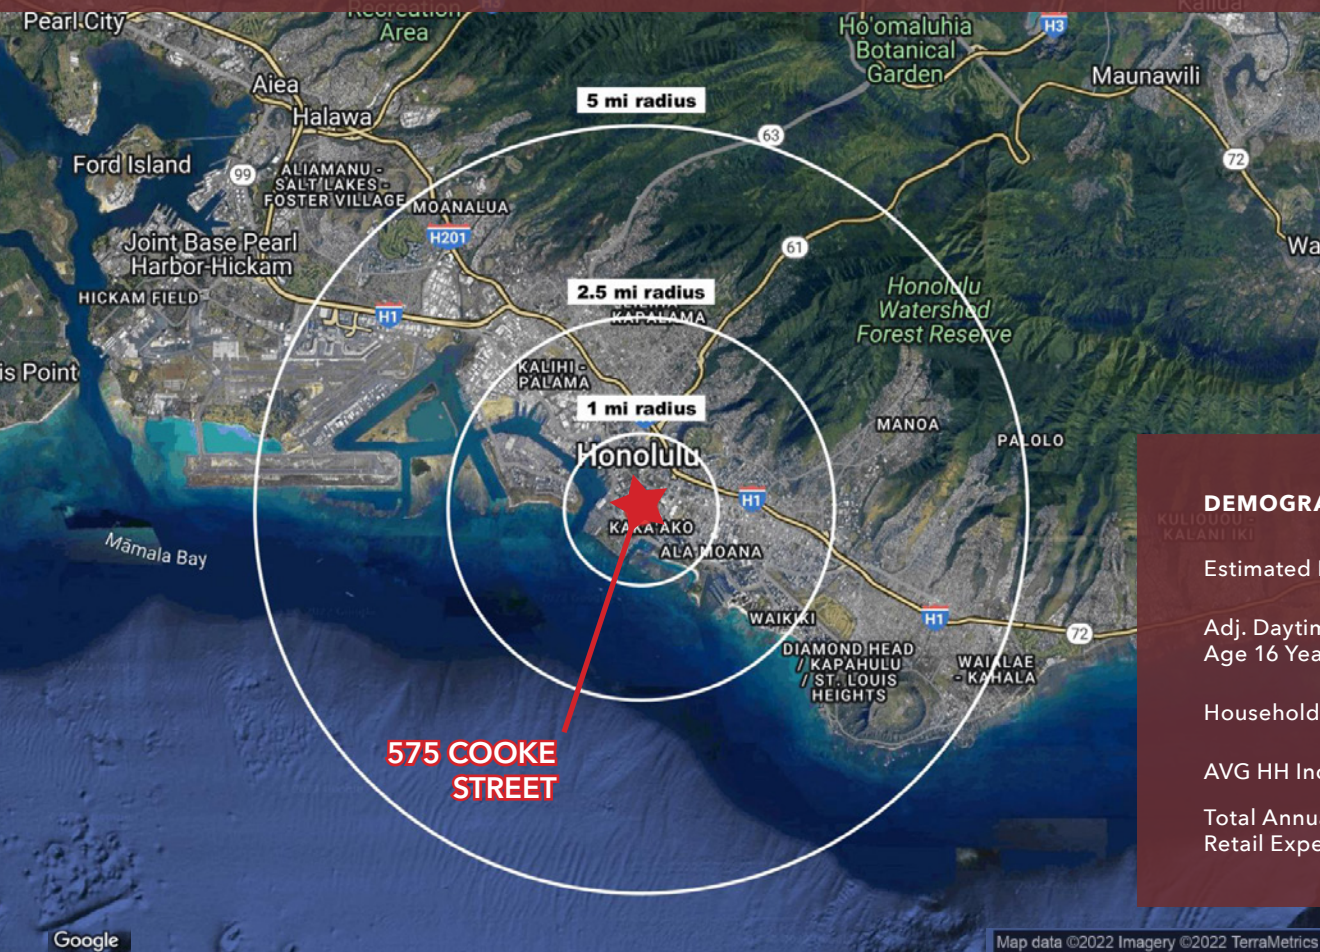 Recreation
Area
Kailua
Pearl City
H3
Ho'omaluhia
Botanical
Garden
Maunawili
Aiea
Halawa
5 mi radius
63
72
Ford Island
99
ALIAMANU -
SALT LAKES -
FOSTER VILLAGE
MOANALUA
H201
Joint Base Pearl
Harbor-Hickam
61
Wa
HICKAM FIELD
H1
2.5 mi radius
KAPALAMA
Honolulu
Watershed
Forest Reserve
is Point
KALIHI -
PALAMA
1 mi radius
MANOA
PALOLO
Honolulu
H1
KAKA'AKO
ALA MOANA
Māmala Bay
WAIKIKI
H1
72
DIAMOND HEAD
/ KAPAHULU
/ ST. LOUIS
HEIGHTS
WAIALAE
- KAHALA
575 COOKE
STREET
DEMOGRA
KULIOUOU -
KALANI IKI
Estimated
Adj. Daytim
Age 16 Yea
Household
AVG HH Inc
Total Annua
Retail Expe
Google
Map data ©2022 Imagery ©2022 TerraMetrics